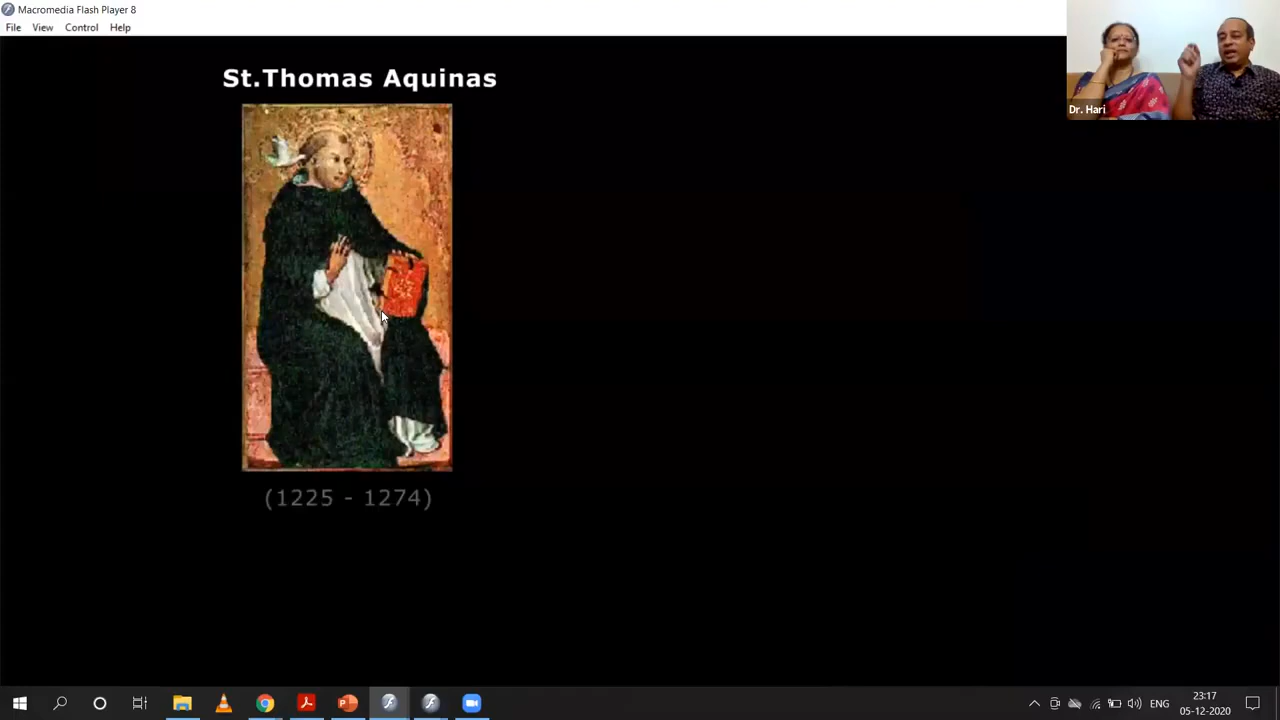 Macromedia Flash Player 8
File View Control Help
St.Thomas Aquinas
Dr. Hari
(1225 - 1274)
ENG
23:17
05-12-2020